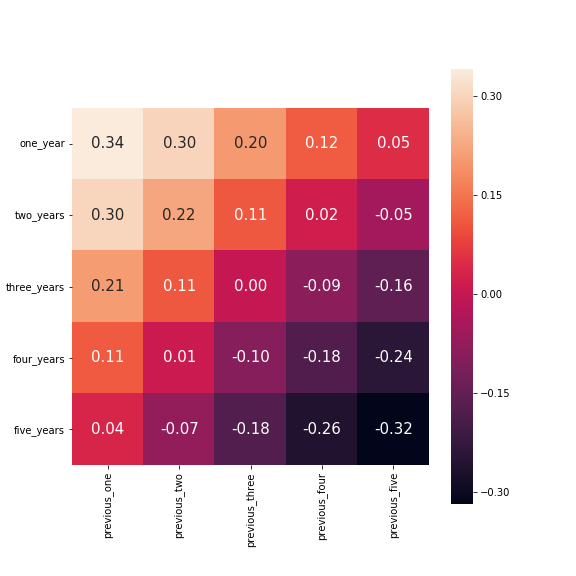 one_year 0.34 0.30 0.20 0.12 0.05
two_years 0.30 0.22 0.11 0.02 -0.05
three_years 0.21 0.11 0.00 -0.09 -0.16
four_years 0.11 0.01 -0.10 -0.18 -0.24
five_years 0.04 -0.07 -0.18 -0.26 -0.32
previous_one
previous_two
previous_three
previous_four
previous_five
0.30
0.15
0.00
−0.15
−0.30